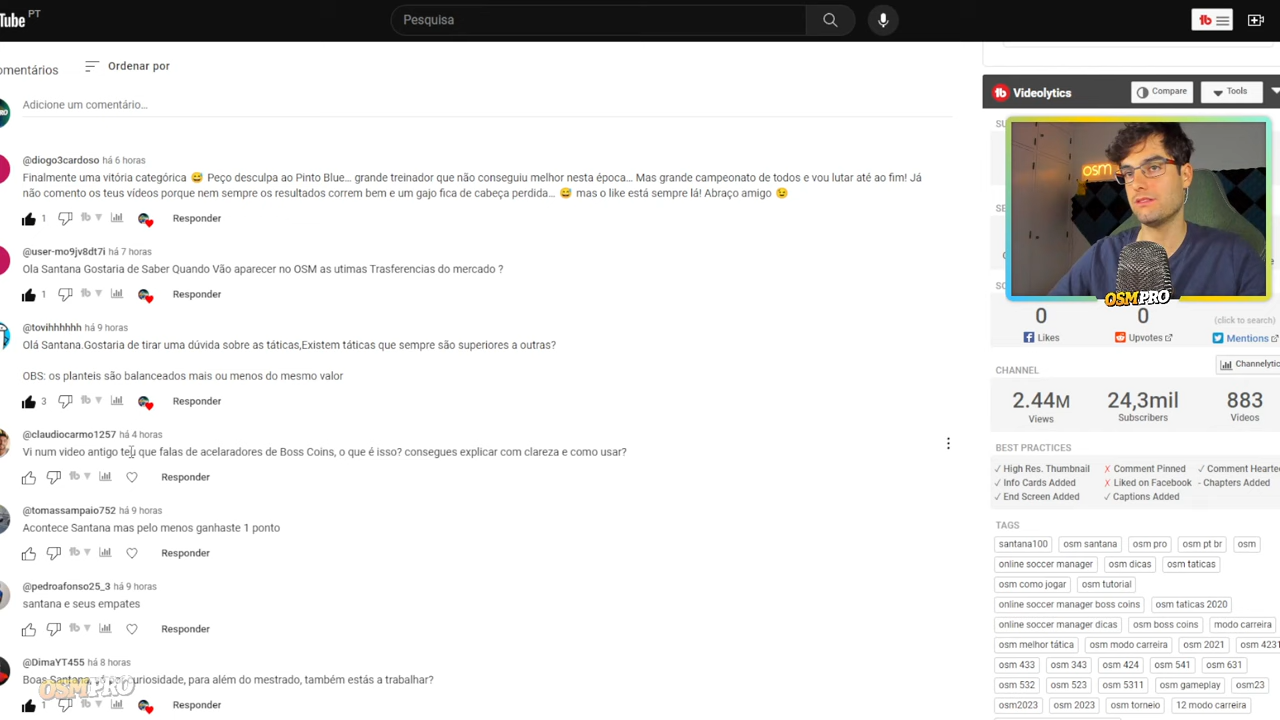 Tube PT
Pesquisa
omentários
Ordenar por
Adicione um comentário...
@diogo3cardoso há 6 horas
Finalmente uma vitória categórica 😅 Peço desculpa ao Pinto Blue... grande treinador que não conseguiu melhor nesta época... Mas grande campeonato de todos e vou lutar até ao fim! Já
não comento os teus vídeos porque nem sempre os resultados correm bem e um gajo fica de cabeça perdida... 😅 mas o like está sempre lá! Abraço amigo 😉
1 Responder
@user-mo9jv8dt7i há 7 horas
Ola Santana Gostaria de Saber Quando Vão aparecer no OSM as utimas Trasferencias do mercado ?
1 Responder
@tovihhhhhh há 9 horas
Olá Santana.Gostaria de tirar uma dúvida sobre as táticas,Existem táticas que sempre são superiores a outras?
OBS: os planteis são balanceados mais ou menos do mesmo valor
3 Responder
@claudiocarmo1257 há 4 horas
Vi num video antigo teu que falas de acelaradores de Boss Coins, o que é isso? consegues explicar com clareza e como usar?
Responder
@tomassampaio752 há 9 horas
Acontece Santana mas pelo menos ganhaste 1 ponto
Responder
@pedroafonso25_3 há 9 horas
santana e seus empates
Responder
@DimaYT455 há 8 horas
Boas Santana, uriosidade, para além do mestrado, também estás a trabalhar?
1 Responder
OSMPRO
Videolytics
Compare
Tools
osm
OSMPRO
0 0 (click to search)
Likes Upvotes Mentions
Channelytic
CHANNEL
2.44M 24,3mil 883
Views Subscribers Videos
BEST PRACTICES
✓ High Res. Thumbnail ✗ Comment Pinned ✓ Comment Hearte
✓ Info Cards Added ✗ Liked on Facebook - Chapters Added
✓ End Screen Added ✓ Captions Added
TAGS
santana100 osm santana osm pro osm pt br osm
online soccer manager osm dicas osm taticas
osm como jogar osm tutorial
online soccer manager boss coins osm taticas 2020
online soccer manager dicas osm boss coins modo carreira
osm melhor tática osm modo carreira osm 2021 osm 4231
osm 433 osm 343 osm 424 osm 541 osm 631
osm 532 osm 523 osm 5311 osm gameplay osm23
osm2023 osm 2023 osm torneio 12 modo carreira